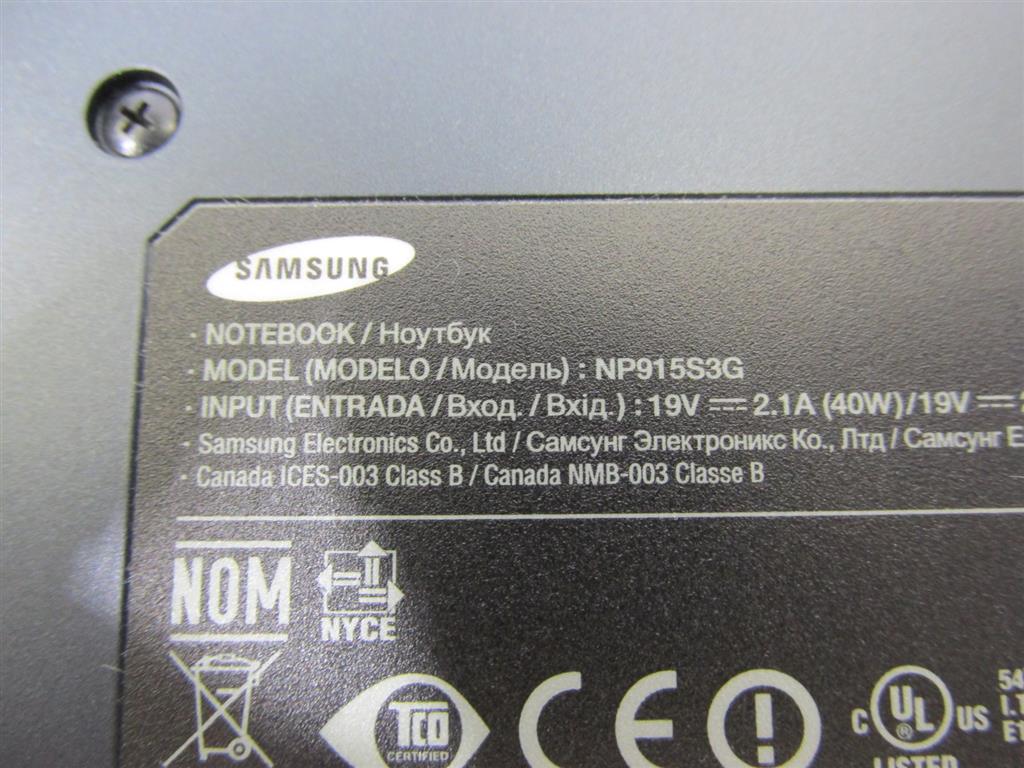 SAMSUNG
· NOTEBOOK / Ноутбук
· MODEL (MODELO / Модель) : NP915S3G
· INPUT (ENTRADA / Вход. / Вхід.) : 19V ⎓ 2.1A (40W) / 19V ⎓
· Samsung Electronics Co., Ltd / Самсунг Электроникс Ко., Лтд / Самсунг
· Canada ICES-003 Class B / Canada NMB-003 Classe B
NOM
NYCE
TCO
CERTIFIED
CE
C UL ® US
LISTED
54
I.T